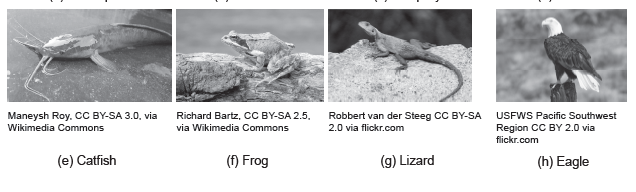 Maneysh Roy, CC BY-SA 3.0, via
Wikimedia Commons
Richard Bartz, CC BY-SA 2.5,
via Wikimedia Commons
Robbert van der Steeg CC BY-SA
2.0 via flickr.com
USFWS Pacific Southwest
Region CC BY 2.0 via
flickr.com
(e) Catfish
(f) Frog
(g) Lizard
(h) Eagle